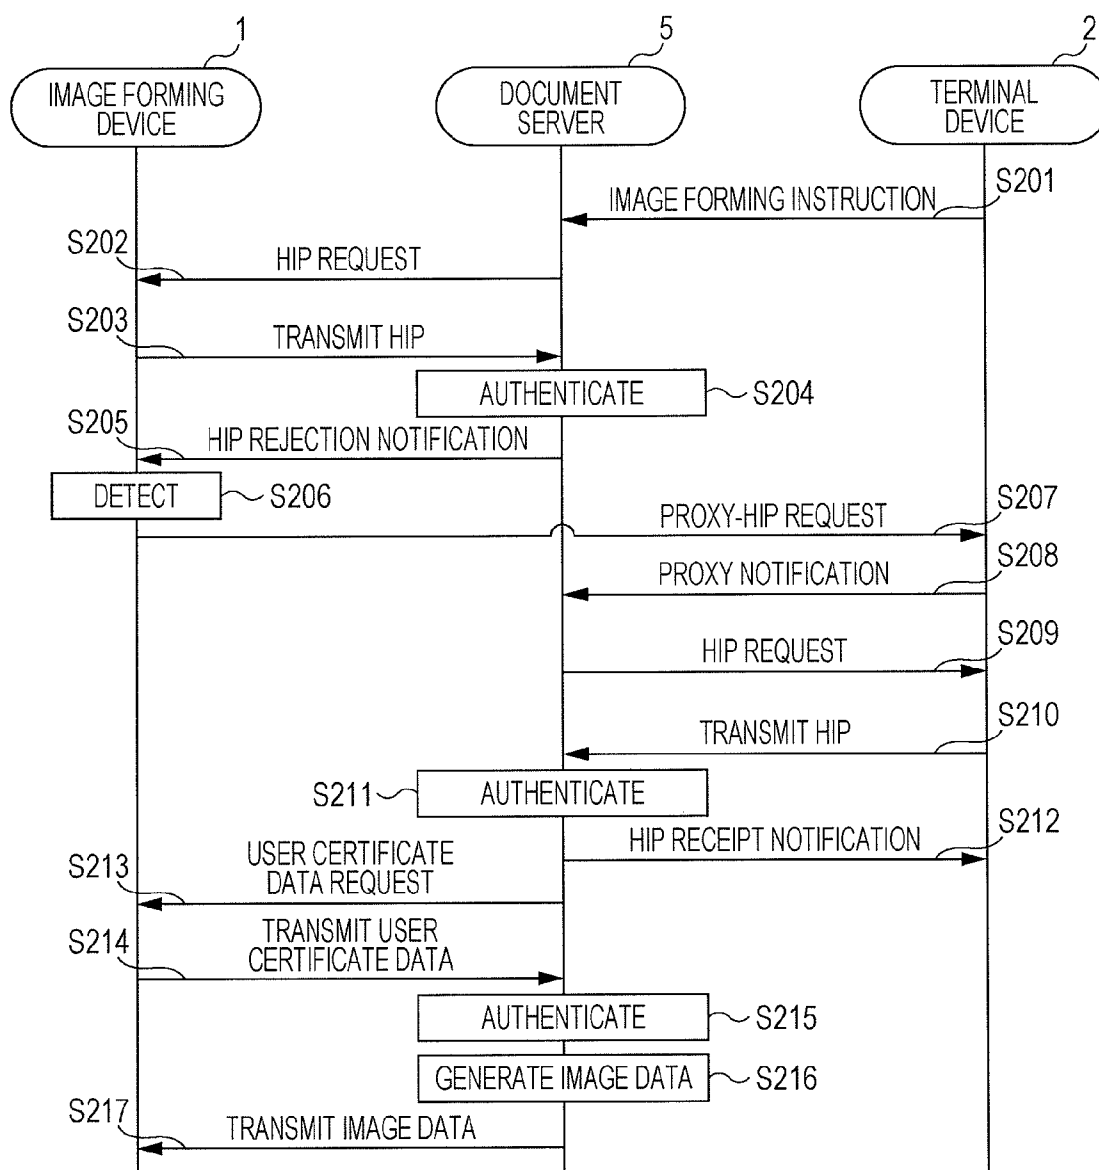 1
5
2
IMAGE FORMING
DEVICE
DOCUMENT
SERVER
TERMINAL
DEVICE
S201
IMAGE FORMING INSTRUCTION
S202
HIP REQUEST
S203
TRANSMIT HIP
AUTHENTICATE
S204
S205
HIP REJECTION NOTIFICATION
DETECT
S206
S207
PROXY-HIP REQUEST
S208
PROXY NOTIFICATION
S209
HIP REQUEST
S210
TRANSMIT HIP
S211
AUTHENTICATE
S212
HIP RECEIPT NOTIFICATION
S213
USER CERTIFICATE
DATA REQUEST
S214
TRANSMIT USER
CERTIFICATE DATA
AUTHENTICATE
S215
GENERATE IMAGE DATA
S216
S217
TRANSMIT IMAGE DATA